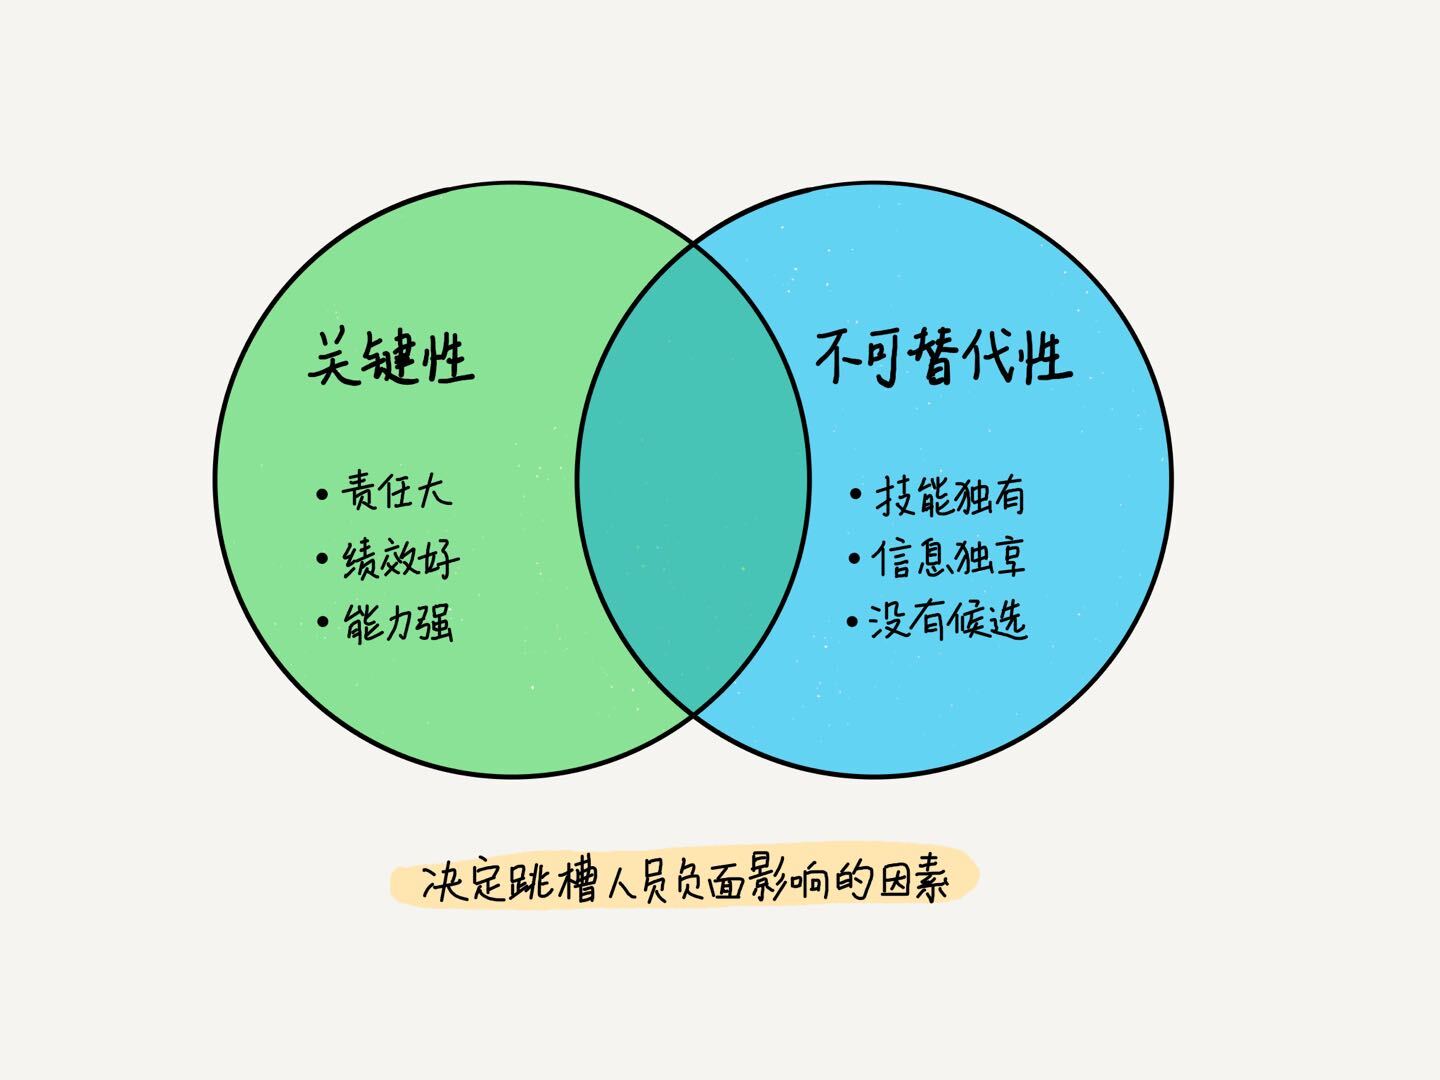 关键性
• 责任大
• 绩效好
• 能力强
不可替代性
• 技能独有
• 信息独享
• 没有候选
决定跳槽人员负面影响的因素